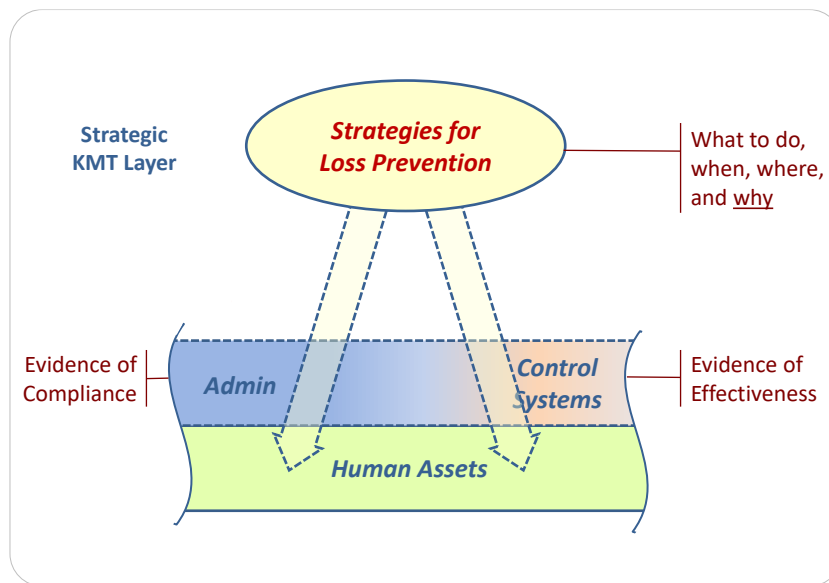 Strategies for
Loss Prevention
Strategic
KMT Layer
What to do,
when, where,
and why
Evidence of
Compliance
Admin
Control
Systems
Evidence of
Effectiveness
Human Assets